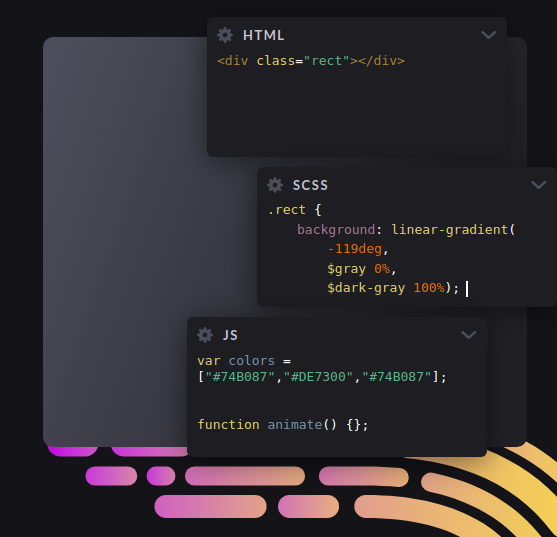 HTML
<div class="rect"></div>
SCSS
.rect {
background: linear-gradient(
-119deg,
$gray 0%,
$dark-gray 100%);
JS
var colors =
["#74B087","#DE7300","#74B087"];
function animate() {};